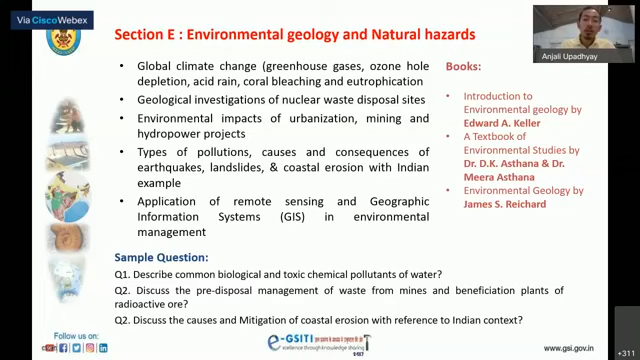 Via Cisco Webex
Section E : Environmental geology and Natural hazards
Anjali Upadhyay
• Global climate change (greenhouse gases, ozone hole
depletion, acid rain, coral bleaching and eutrophication
• Geological investigations of nuclear waste disposal sites
• Environmental impacts of urbanization, mining and
hydropower projects
• Types of pollutions, causes and consequences of
earthquakes, landslides, & coastal erosion with Indian
example
• Application of remote sensing and Geographic
Information Systems (GIS) in environmental
management
Books:
• Introduction to
Environmental geology by
Edward A. Keller
• A Textbook of
Environmental Studies by
Dr. D.K. Asthana & Dr.
Meera Asthana
• Environmental Geology by
James S. Reichard
Sample Question:
Q1. Describe common biological and toxic chemical pollutants of water?
Q2. Discuss the pre-disposal management of waste from mines and beneficiation plants of
radioactive ore?
Q2. Discuss the causes and Mitigation of coastal erosion with reference to Indian context?
Follow us on:
e-GSITI
excellence through knowledge sharing
www.gsi.gov.in
+311